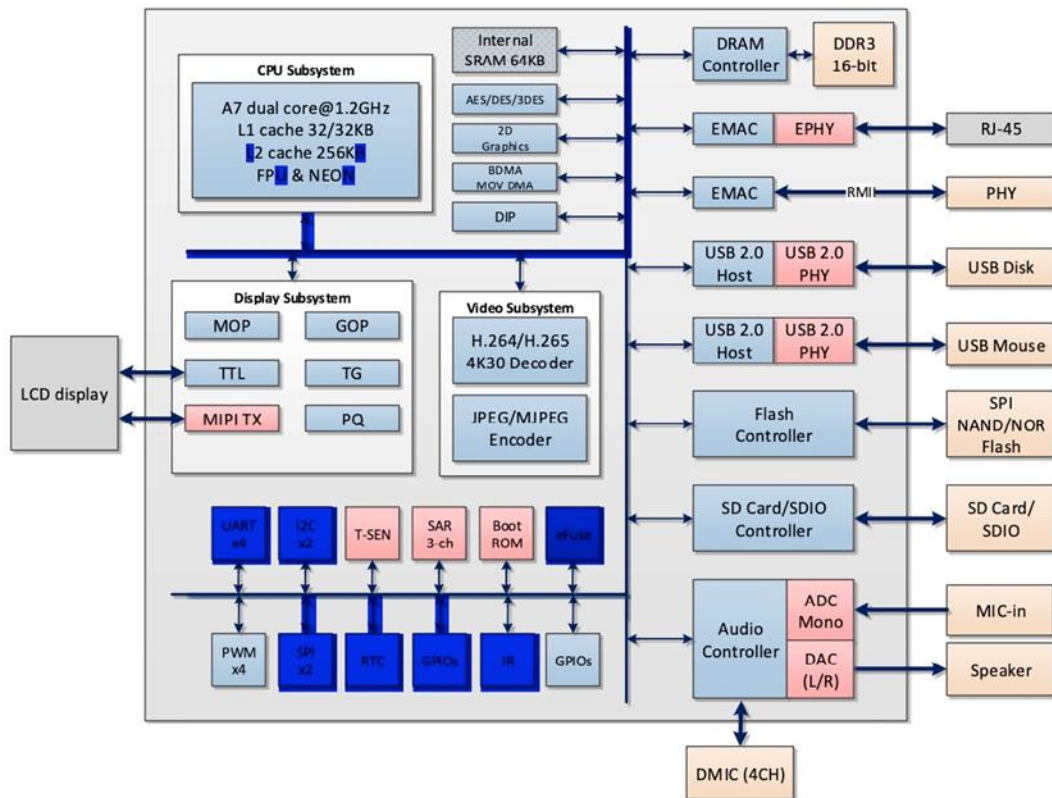 CPU Subsystem
A7 dual core@1.2GHz
L1 cache 32/32KB
L2 cache 256KB
FPU & NEON
Internal
SRAM 64KB
AES/DES/3DES
2D
Graphics
BDMA
MOV DMA
DIP
DRAM
Controller
DDR3
16-bit
EMAC
EPHY
RJ-45
EMAC
RMII
PHY
USB 2.0
Host
USB 2.0
PHY
USB Disk
USB 2.0
Host
USB 2.0
PHY
USB Mouse
Flash
Controller
SPI
NAND/NOR
Flash
SD Card/SDIO
Controller
SD Card/
SDIO
Audio
Controller
ADC
Mono
DAC
(L/R)
MIC-in
Speaker
DMIC (4CH)
LCD display
Display Subsystem
MOP
GOP
TTL
TG
MIPI TX
PQ
Video Subsystem
H.264/H.265
4K30 Decoder
JPEG/MJPEG
Encoder
UART
x4
I2C
x2
T-SEN
SAR
3-ch
Boot
ROM
eFuse
PWM
x4
SPI
x2
RTC
GPIOs
IR
GPIOs